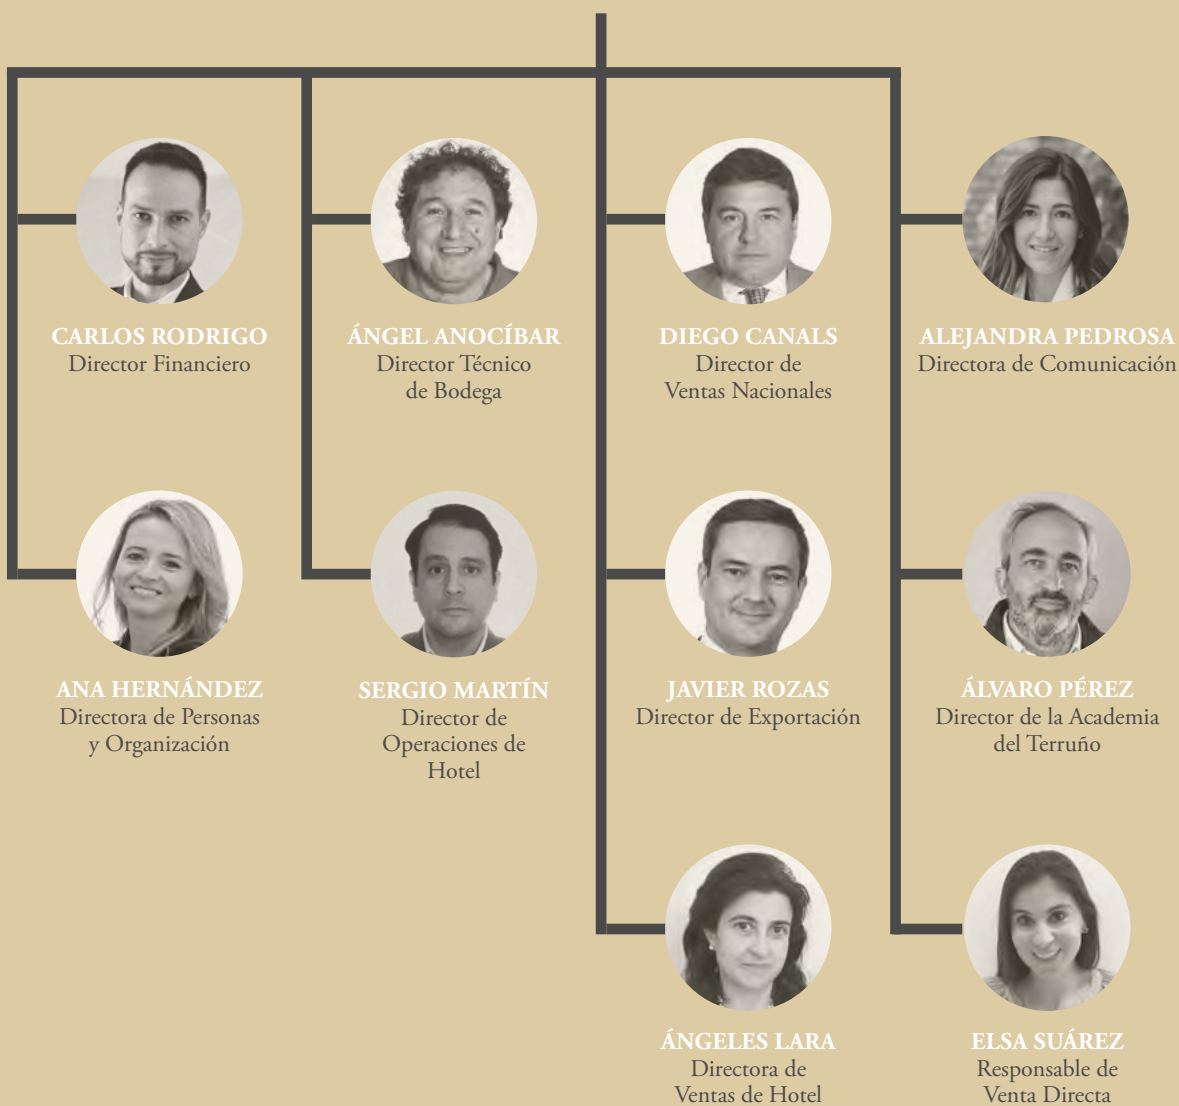 CARLOS RODRIGO
Director Financiero
ÁNGEL ANOCÍBAR
Director Técnico
de Bodega
DIEGO CANALS
Director de
Ventas Nacionales
ALEJANDRA PEDROSA
Directora de Comunicación
ANA HERNÁNDEZ
Directora de Personas
y Organización
SERGIO MARTÍN
Director de
Operaciones de
Hotel
JAVIER ROZAS
Director de Exportación
ÁLVARO PÉREZ
Director de la Academia
del Terruño
ÁNGELES LARA
Directora de
Ventas de Hotel
ELSA SUÁREZ
Responsable de
Venta Directa